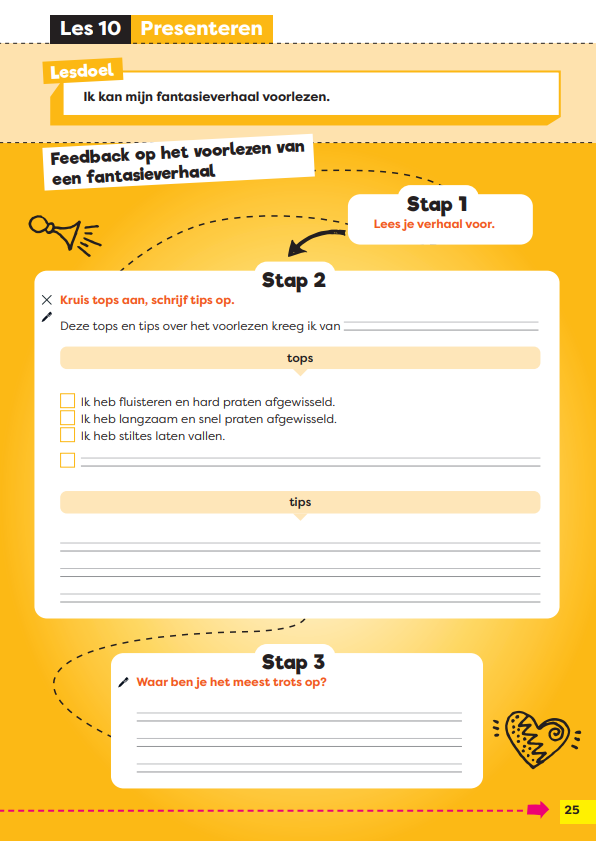 Les 10 Presenteren
Lesdoel
Ik kan mijn fantasieverhaal voorlezen.
Feedback op het voorlezen van
een fantasieverhaal
Stap 1
Lees je verhaal voor.
Stap 2
Kruis tops aan, schrijf tips op.
Deze tops en tips over het voorlezen kreeg ik van
tops
Ik heb fluisteren en hard praten afgewisseld.
Ik heb langzaam en snel praten afgewisseld.
Ik heb stiltes laten vallen.
tips
Stap 3
Waar ben je het meest trots op?
25